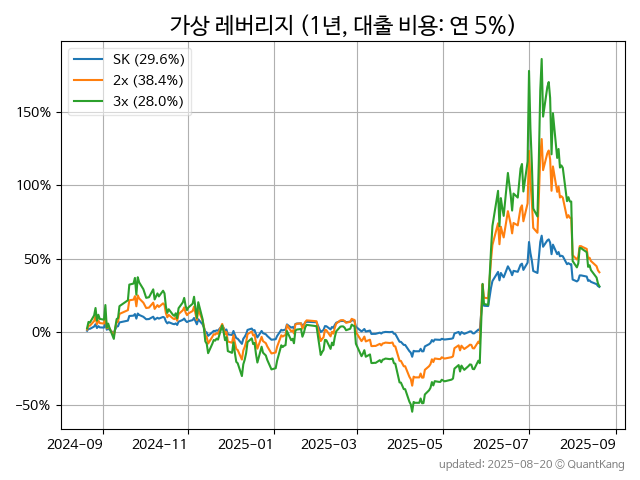 가상 레버리지 (1년, 대출 비용: 연 5%)
SK (29.6%)
2x (38.4%)
3x (28.0%)
150%
100%
50%
0%
−50%
2024-09 2024-11 2025-01 2025-03 2025-05 2025-07 2025-09
updated: 2025-08-20 © QuantKang